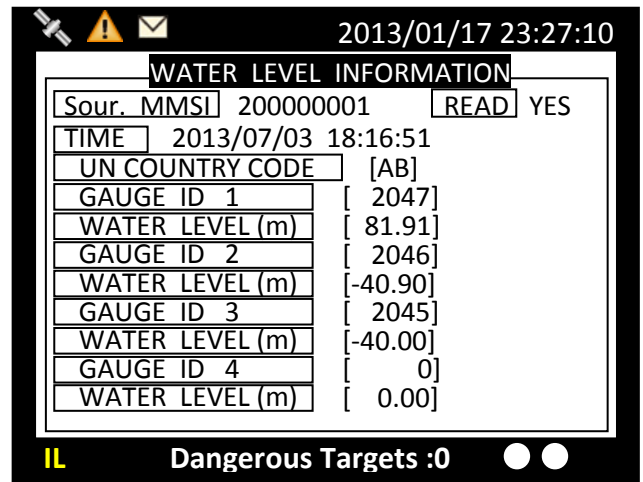 2013/01/17 23:27:10
WATER LEVEL INFORMATION
Sour. MMSI 200000001 READ YES
TIME 2013/07/03 18:16:51
UN COUNTRY CODE [AB]
GAUGE ID 1 [ 2047]
WATER LEVEL (m) [ 81.91]
GAUGE ID 2 [ 2046]
WATER LEVEL (m) [-40.90]
GAUGE ID 3 [ 2045]
WATER LEVEL (m) [-40.00]
GAUGE ID 4 [ 0]
WATER LEVEL (m) [ 0.00]
IL Dangerous Targets :0